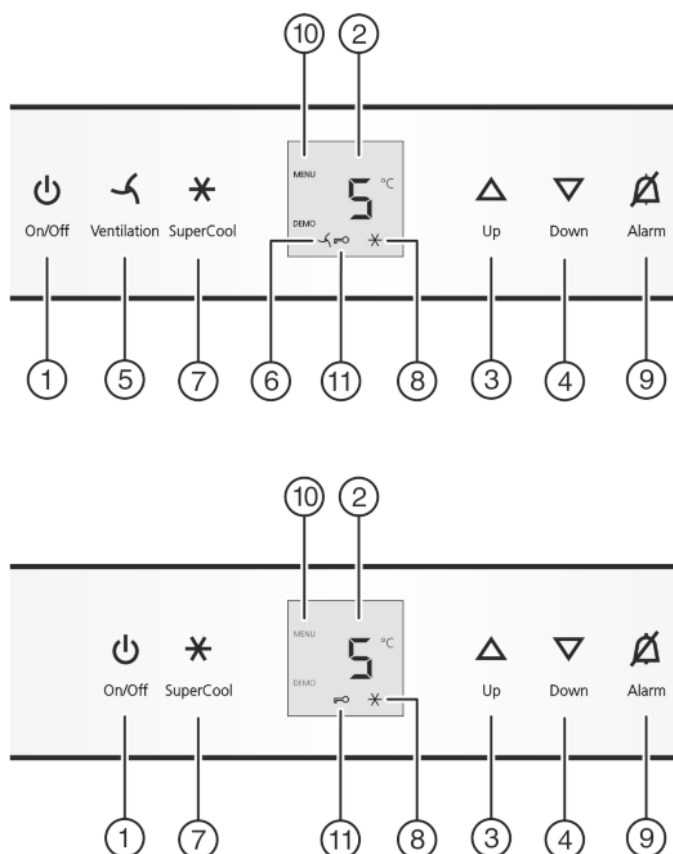 10 2
MENU
5 °C
On/Off Ventilation SuperCool Up Down Alarm
DEMO
1 5 7 6 11 8 3 4 9
10 2
MENU
5 °C
On/Off SuperCool Up Down Alarm
DEMO
1 7 11 8 3 4 9